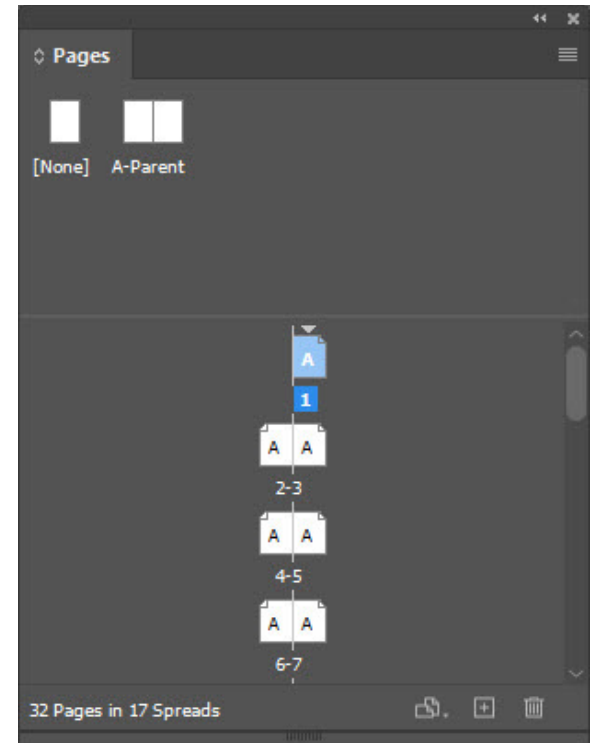 Pages
[None] A-Parent
A
1
A A
2-3
A A
4-5
A A
6-7
32 Pages in 17 Spreads